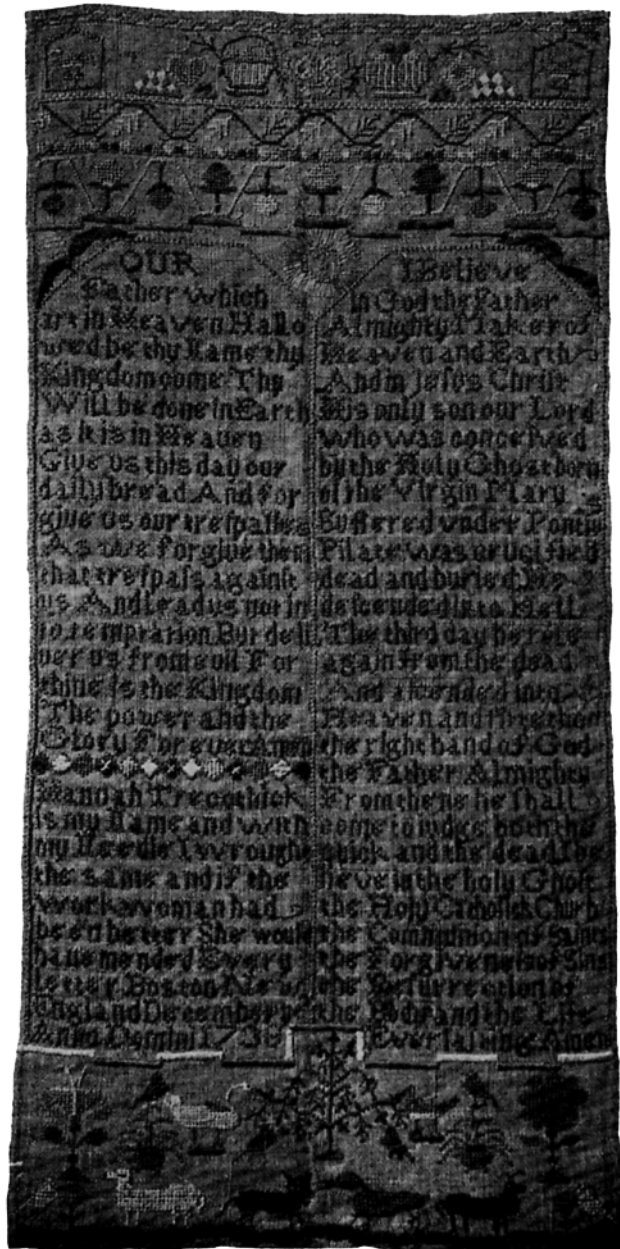 OUR
Father which
art in Heaven Hallo
wed be thy Name thy
Kingdom come Thy
Will be done in Earth
as it is in Heaven
Give us this day our
daily bread And for
give us our treſpaſſes
As we forgive them
that treſpaſs againſt
us And lead us not in
to temptation But deli
ver us from evil For
thine is the Kingdom
The power and the
Glory For ever Amen
Hannah Trecothick
is my Name and with
my Needle I wrought
the same and if the
work woman had
been better She would
have mended Every
letter Boston New
England December
Anno Domini 173
I Believe
in God the Father
Almighty Maker of
Heaven and Earth
And in jesus Christ
His only son our Lord
Who was conceived
by the Holy Ghost born
of the Virgin Mary
Suffered vnder Pontius
Pilate was crucified
dead and buried He
descended into Hell
The third day he roſe
again from the dead
And aſcended into
Heaven and ſitteth on
the right hand of God
the Father Almighty
From thene he ſhall
come to iudge both the
quick and the dead I be
lieve in the holy Ghoſt
the Holy Catholick Church
the Communion of Saints
the Forgiveneſs of Sins
the Reſurrection of
the Body and the Life
Everlasting Amen